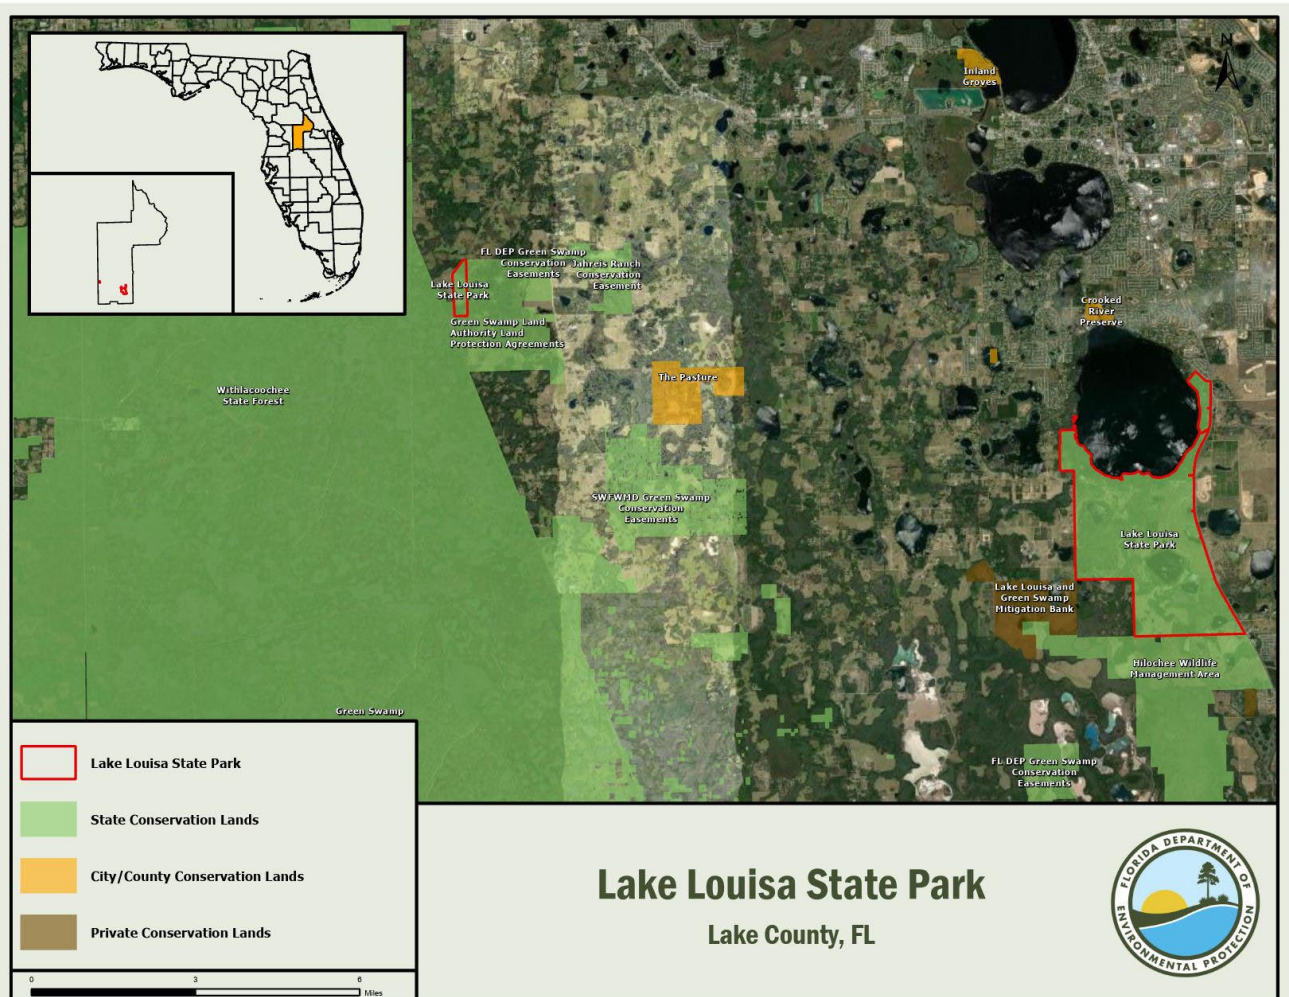 N
Inland
Groves
FL DEP Green Swamp
Conservation
Easements
Jahreis Ranch
Conservation
Easement
Lake Louisa
State Park
Green Swamp Land
Authority Land
Protection Agreements
Crooked
River
Preserve
The Pasture
Withlacoochee
State Forest
SWFWMD Green Swamp
Conservation
Easements
Lake Louisa
State Park
Lake Louisa and
Green Swamp
Mitigation Bank
Hilochee Wildlife
Management Area
Green Swamp
FL DEP Green Swamp
Conservation
Easements
Lake Louisa State Park
State Conservation Lands
City/County Conservation Lands
Private Conservation Lands
0 3 6
Miles
Lake Louisa State Park
Lake County, FL
FLORIDA DEPARTMENT OF
ENVIRONMENTAL PROTECTION